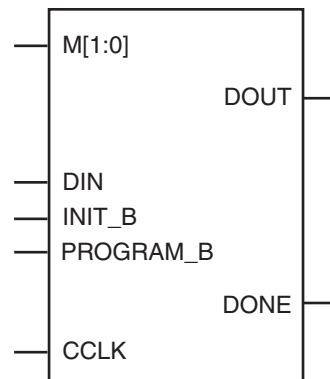 M[1:0]
DOUT
DIN
INIT_B
PROGRAM_B
DONE
CCLK